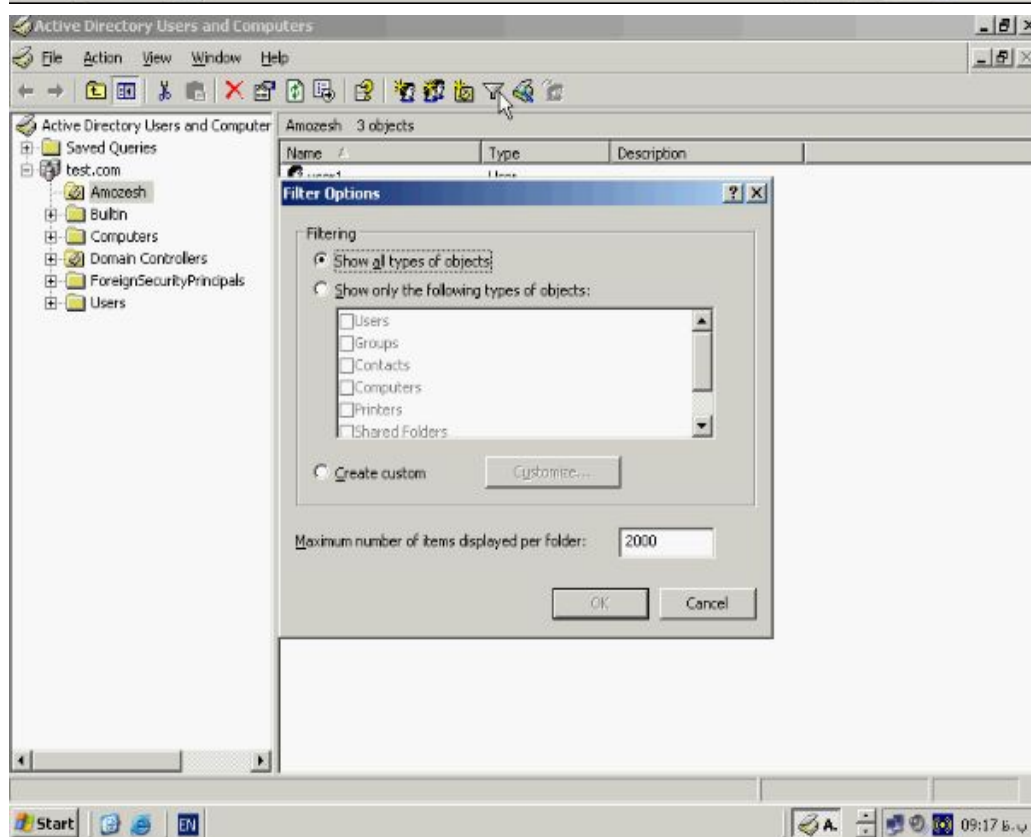 Active Directory Users and Computers
File Action View Window Help
Active Directory Users and Computer
Amozesh 3 objects
Saved Queries
test.com
Amozesh
Builtin
Computers
Domain Controllers
ForeignSecurityPrincipals
Users
Name Type Description
user1 User
Filter Options
Filtering
Show all types of objects
Show only the following types of objects:
Users
Groups
Contacts
Computers
Printers
Shared Folders
Create custom Customize...
Maximum number of items displayed per folder: 2000
OK Cancel
Start EN A. 09:17 ب.ظ